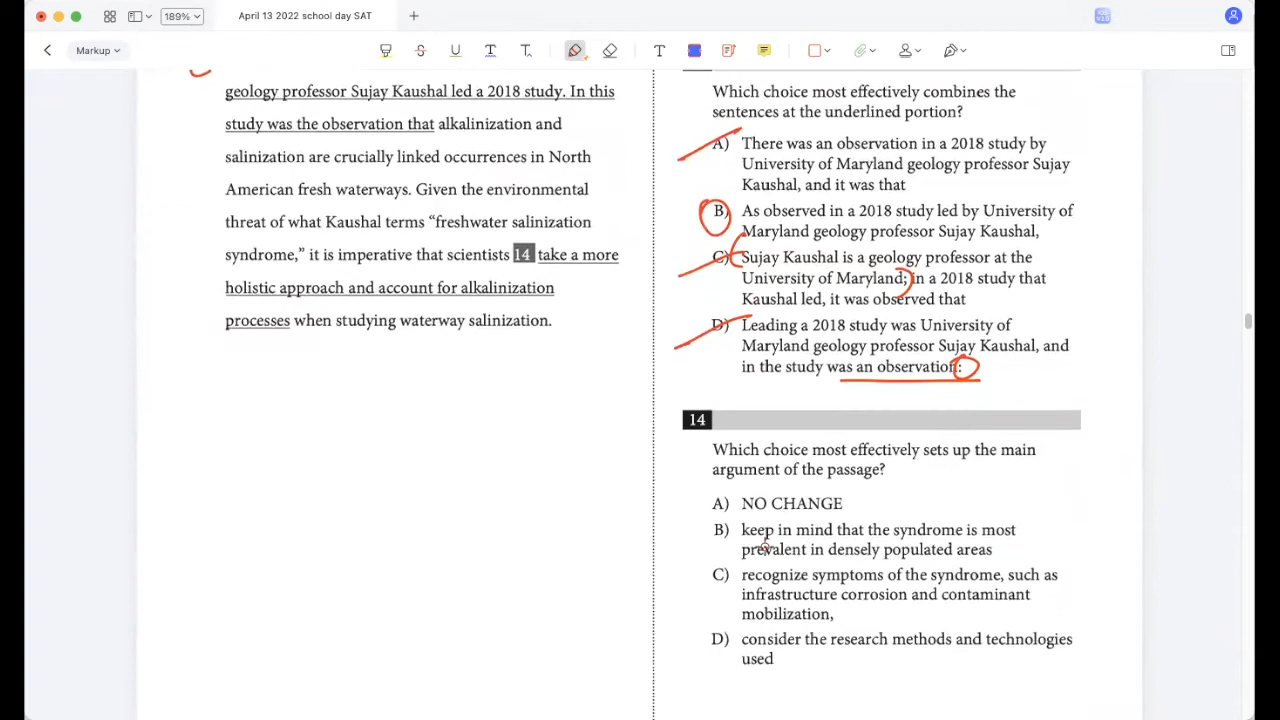 189%
April 13 2022 school day SAT
Markup
geology professor Sujay Kaushal led a 2018 study. In this
study was the observation that alkalinization and
salinization are crucially linked occurrences in North
American fresh waterways. Given the environmental
threat of what Kaushal terms “freshwater salinization
syndrome,” it is imperative that scientists 14 take a more
holistic approach and account for alkalinization
processes when studying waterway salinization.
Which choice most effectively combines the
sentences at the underlined portion?
A) There was an observation in a 2018 study by
University of Maryland geology professor Sujay
Kaushal, and it was that
B) As observed in a 2018 study led by University of
Maryland geology professor Sujay Kaushal,
C) Sujay Kaushal is a geology professor at the
University of Maryland; in a 2018 study that
Kaushal led, it was observed that
D) Leading a 2018 study was University of
Maryland geology professor Sujay Kaushal, and
in the study was an observation:
14
Which choice most effectively sets up the main
argument of the passage?
A) NO CHANGE
B) keep in mind that the syndrome is most
prevalent in densely populated areas
C) recognize symptoms of the syndrome, such as
infrastructure corrosion and contaminant
mobilization,
D) consider the research methods and technologies
used